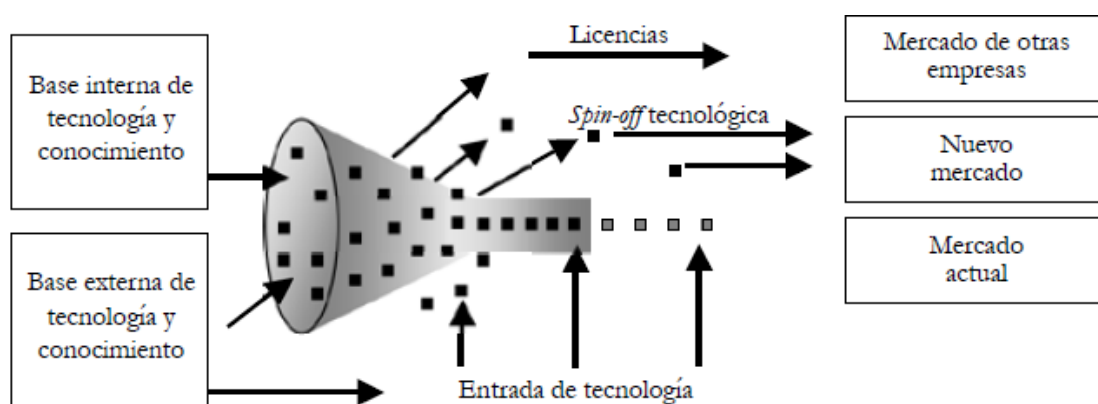 Base interna de
tecnología y
conocimiento
Base externa de
tecnología y
conocimiento
Licencias
Spin-off tecnológica
Entrada de tecnología
Mercado de otras
empresas
Nuevo
mercado
Mercado
actual